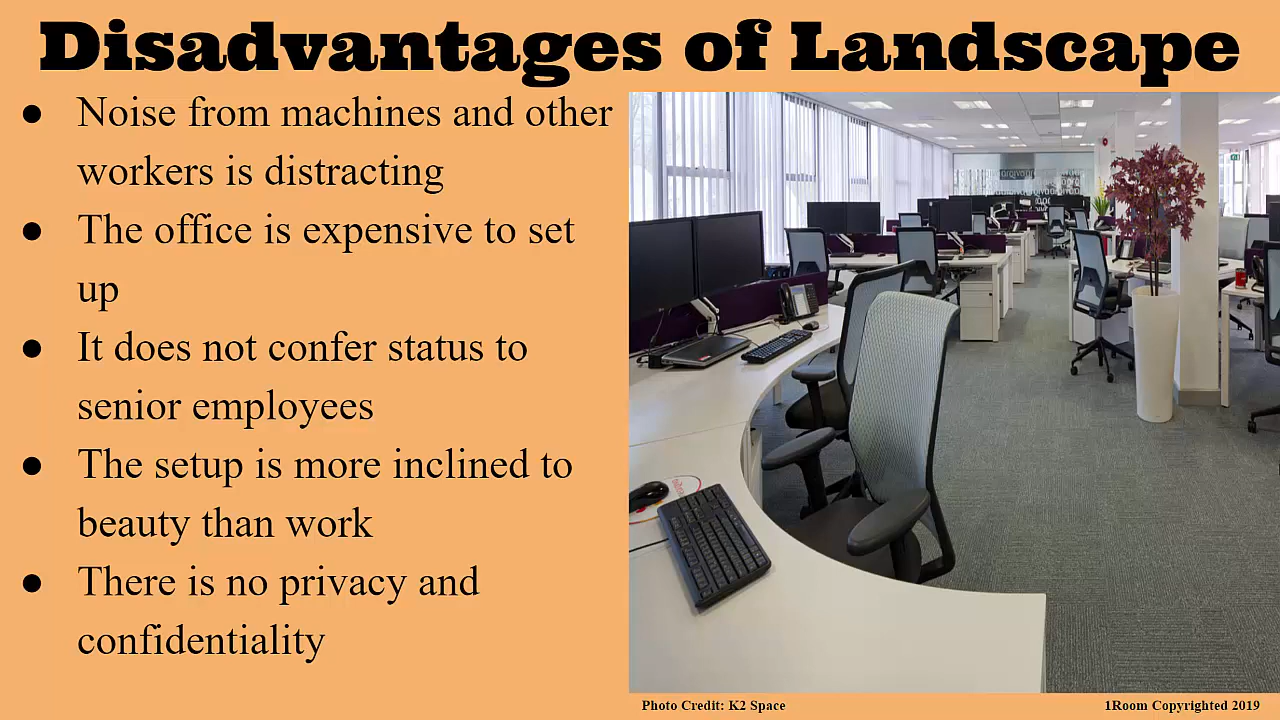 Disadvantages of Landscape
● Noise from machines and other
workers is distracting
● The office is expensive to set
up
● It does not confer status to
senior employees
● The setup is more inclined to
beauty than work
● There is no privacy and
confidentiality
Photo Credit: K2 Space
1Room Copyrighted 2019